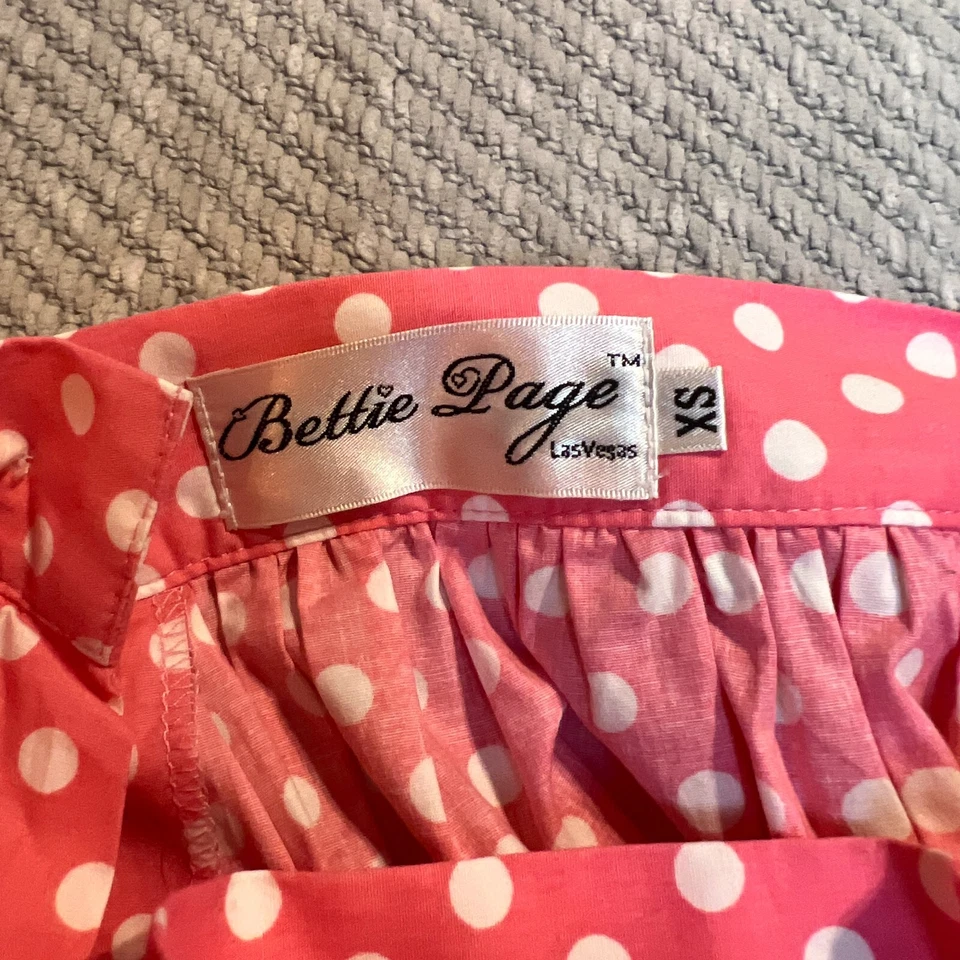 Bettie Page™
LasVegas
XS